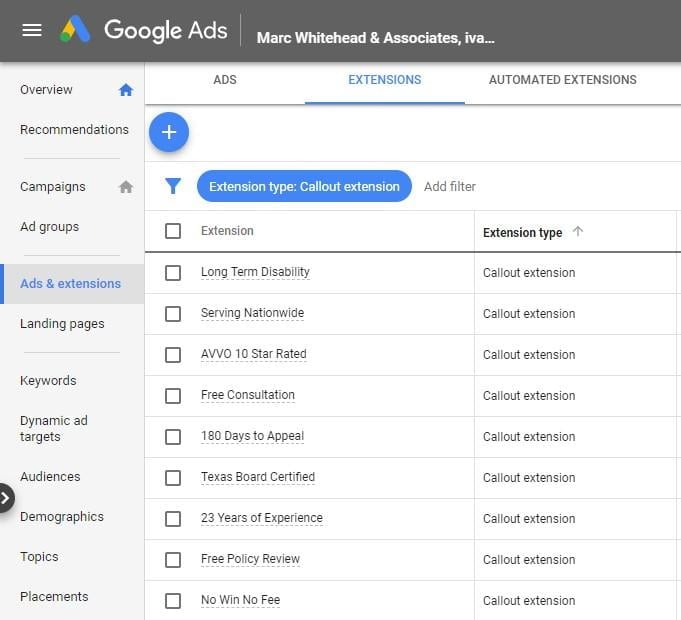 Google Ads
Marc Whitehead & Associates, iva...
Overview
Recommendations
Campaigns
Ad groups
Ads & extensions
Landing pages
Keywords
Dynamic ad
targets
Audiences
Demographics
Topics
Placements
ADS EXTENSIONS AUTOMATED EXTENSIONS
Extension type: Callout extension Add filter
Extension Extension type
Long Term Disability Callout extension
Serving Nationwide Callout extension
AVVO 10 Star Rated Callout extension
Free Consultation Callout extension
180 Days to Appeal Callout extension
Texas Board Certified Callout extension
23 Years of Experience Callout extension
Free Policy Review Callout extension
No Win No Fee Callout extension